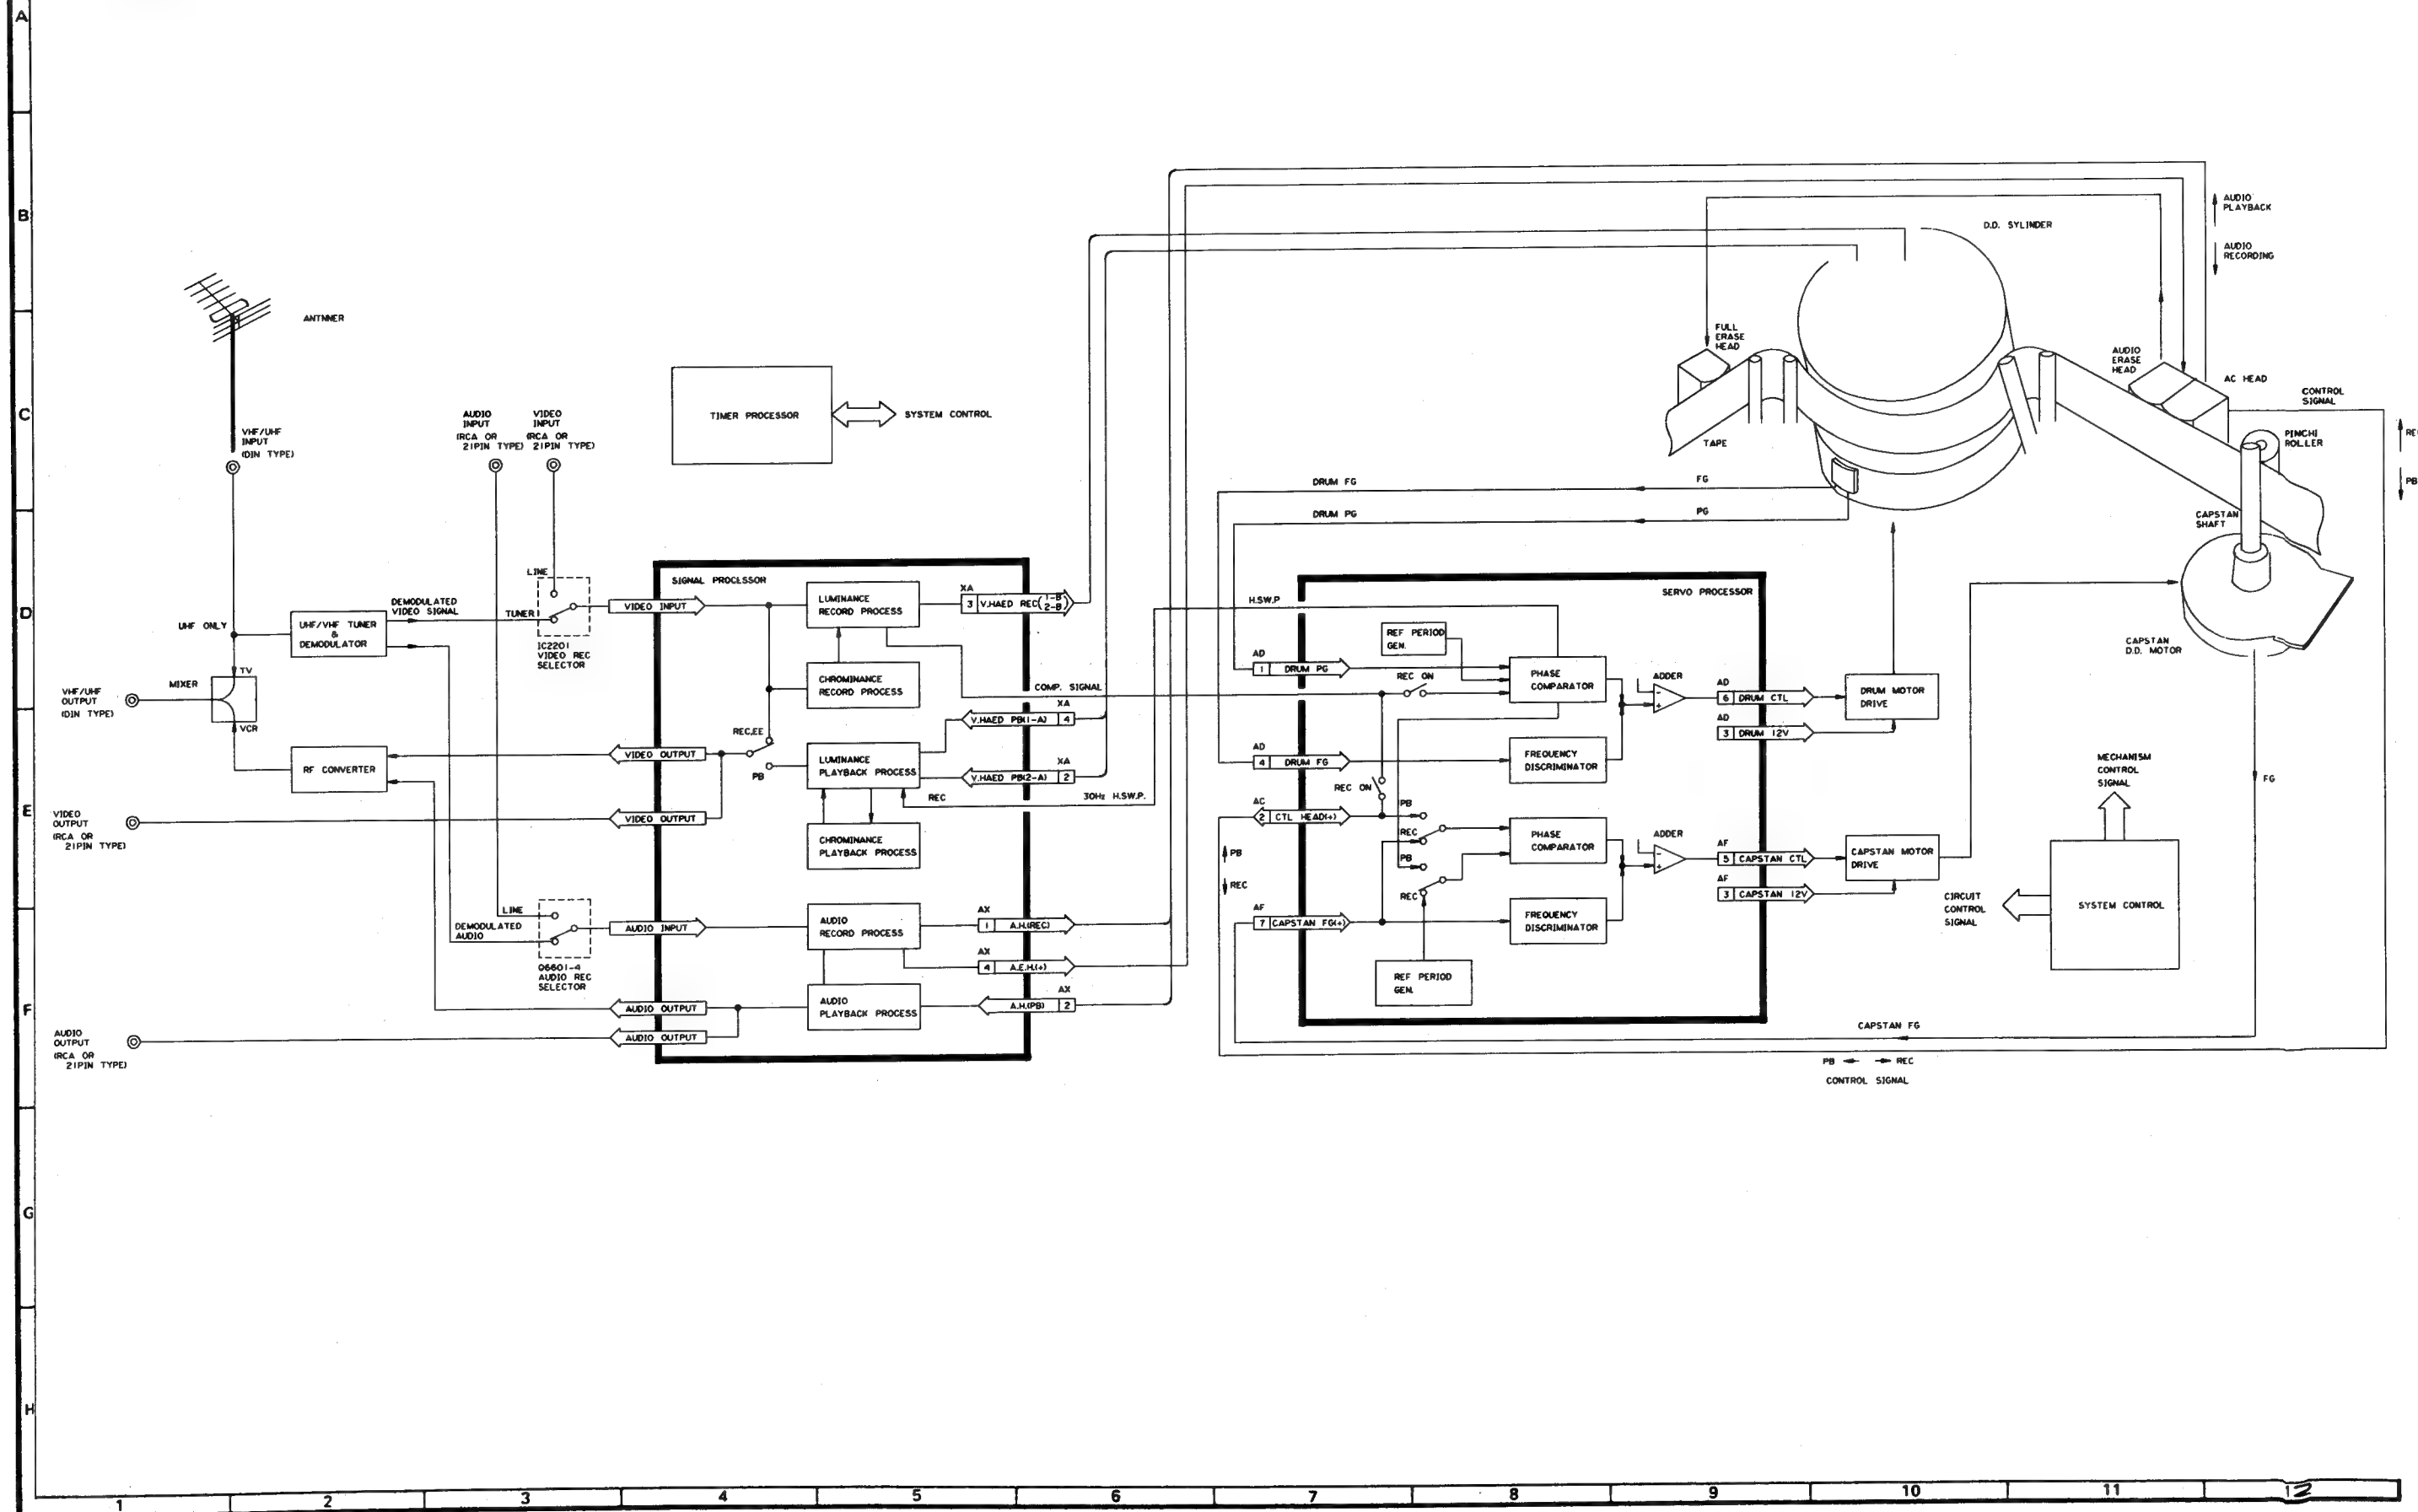 A
B
C
D
E
F
G
H
1
2
3
4
5
6
7
8
9
10
11
12
ANTNNER
VHF/UHF
INPUT
(DIN TYPE)
AUDIO
INPUT
(RCA OR
21PIN TYPE)
VIDEO
INPUT
(RCA OR
21PIN TYPE)
TIMER PROCESSOR
SYSTEM CONTROL
UHF ONLY
UHF/VHF TUNER
&
DEMODULATOR
DEMODULATED
VIDEO SIGNAL
LINE
TUNER
IC2201
VIDEO REC
SELECTOR
MIXER
TV
VCR
VHF/UHF
OUTPUT
(DIN TYPE)
RF CONVERTER
VIDEO
OUTPUT
(RCA OR
21PIN TYPE)
LINE
DEMODULATED
AUDIO
Q6601-4
AUDIO REC
SELECTOR
AUDIO
OUTPUT
(RCA OR
21PIN TYPE)
SIGNAL PROCESSOR
VIDEO INPUT
LUMINANCE
RECORD PROCESS
CHROMINANCE
RECORD PROCESS
REC,EE
PB
VIDEO OUTPUT
VIDEO OUTPUT
LUMINANCE
PLAYBACK PROCESS
REC
CHROMINANCE
PLAYBACK PROCESS
AUDIO INPUT
AUDIO
RECORD PROCESS
AUDIO
PLAYBACK PROCESS
AUDIO OUTPUT
AUDIO OUTPUT
XA
3 V.HAED REC(1-B
2-B)
COMP. SIGNAL
XA
V.HAED PB(1-A) 4
XA
V.HAED PB(2-A) 2
30Hz H.SW.P.
AX
1 A.H.(REC)
AX
4 A.E.H.(+)
AX
A.H.(PB) 2
DRUM FG
FG
DRUM PG
PG
H.SW.P
SERVO PROCESSOR
REF PERIOD
GEN.
AD
1 DRUM PG
REC ON
PHASE
COMPARATOR
ADDER
-
+
AD
6 DRUM CTL
AD
3 DRUM 12V
DRUM MOTOR
DRIVE
AD
4 DRUM FG
FREQUENCY
DISCRIMINATOR
REC ON
AC
2 CTL HEAD(+)
PB
REC
PB
REC
PB
REC
PHASE
COMPARATOR
ADDER
-
+
AF
5 CAPSTAN CTL
AF
3 CAPSTAN 12V
CAPSTAN MOTOR
DRIVE
AF
7 CAPSTAN FG(+)
FREQUENCY
DISCRIMINATOR
REF PERIOD
GEN.
CAPSTAN FG
PB REC
CONTROL SIGNAL
AUDIO
PLAYBACK
AUDIO
RECORDING
D.D. SYLINDER
FULL
ERASE
HEAD
TAPE
AUDIO
ERASE
HEAD
AC HEAD
CONTROL
SIGNAL
PINCHI
ROLLER
PB
CAPSTAN
SHAFT
CAPSTAN
D.D. MOTOR
FG
MECHANISM
CONTROL
SIGNAL
CIRCUIT
CONTROL
SIGNAL
SYSTEM CONTROL